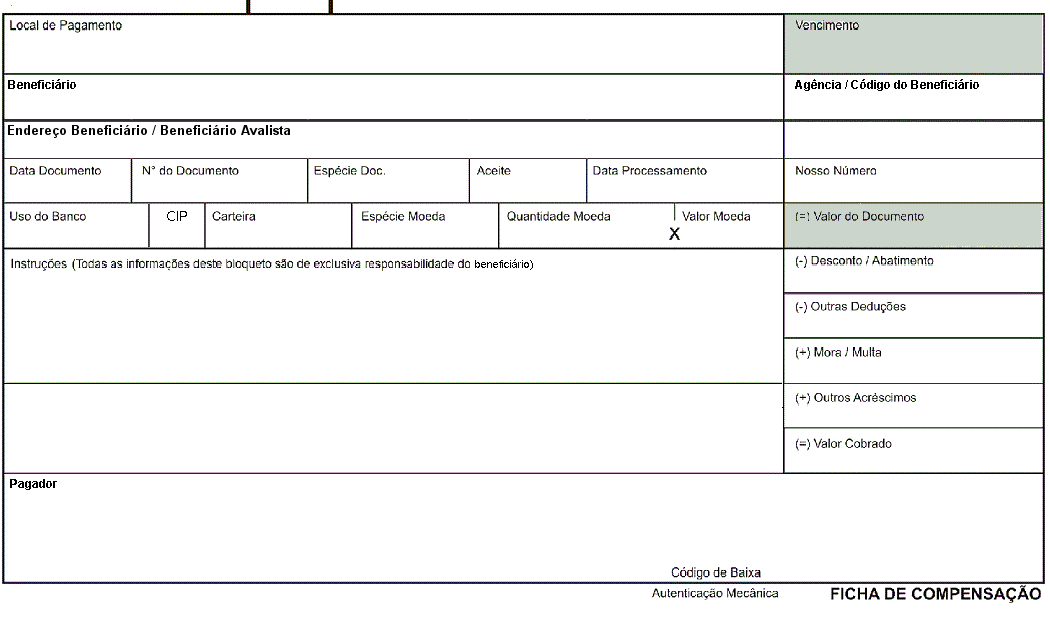 Local de Pagamento
Vencimento
Beneficiário
Agência / Código do Beneficiário
Endereço Beneficiário / Beneficiário Avalista
Data Documento
N° do Documento
Espécie Doc.
Aceite
Data Processamento
Nosso Número
Uso do Banco
CIP
Carteira
Espécie Moeda
Quantidade Moeda
Valor Moeda
X
(=) Valor do Documento
Instruções (Todas as informações deste bloqueto são de exclusiva responsabilidade do beneficiário)
(-) Desconto / Abatimento
(-) Outras Deduções
(+) Mora / Multa
(+) Outros Acréscimos
(=) Valor Cobrado
Pagador
Código de Baixa
Autenticação Mecânica
FICHA DE COMPENSAÇÃO